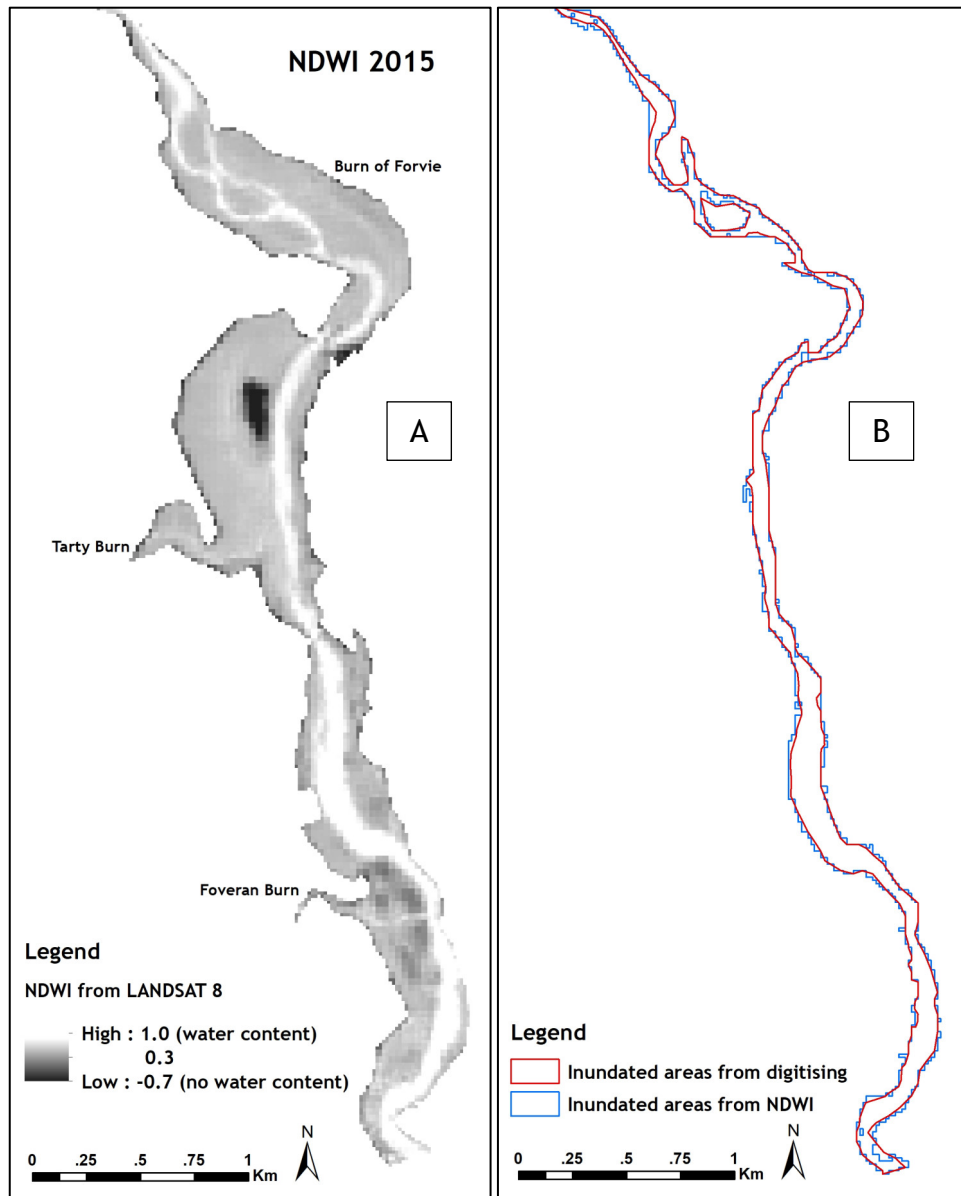 NDWI 2015
Burn of Forvie
A
Tarty Burn
Foveran Burn
Legend
NDWI from LANDSAT 8
High : 1.0 (water content)
0.3
Low : -0.7 (no water content)
N
0 .25 .5 .75 1
Km
B
Legend
Inundated areas from digitising
Inundated areas from NDWI
N
0 .25 .5 .75 1
Km